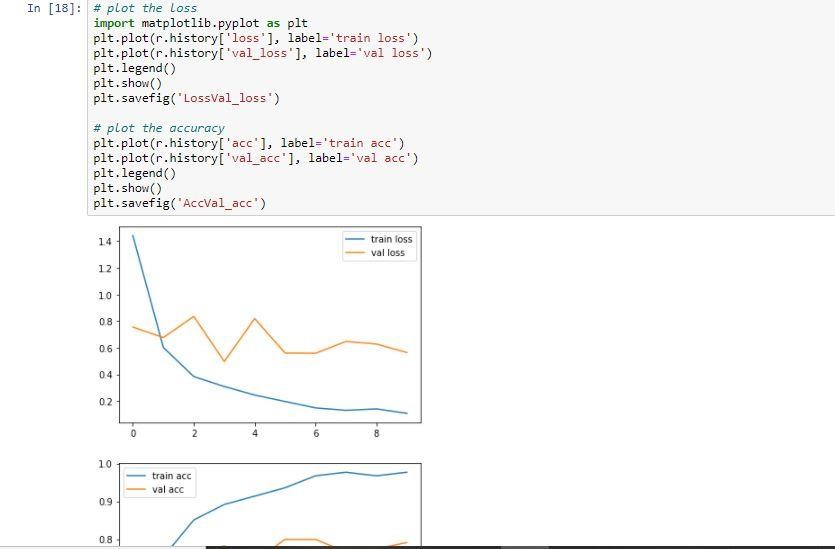 In [18]: # plot the loss
import matplotlib.pyplot as plt
plt.plot(r.history['loss'], label='train loss')
plt.plot(r.history['val_loss'], label='val loss')
plt.legend()
plt.show()
plt.savefig('LossVal_loss')
# plot the accuracy
plt.plot(r.history['acc'], label='train acc')
plt.plot(r.history['val_acc'], label='val acc')
plt.legend()
plt.show()
plt.savefig('AccVal_acc')
train loss
val loss
1.4
1.2
1.0
0.8
0.6
0.4
0.2
0 2 4 6 8
train acc
val acc
1.0
0.9
0.8